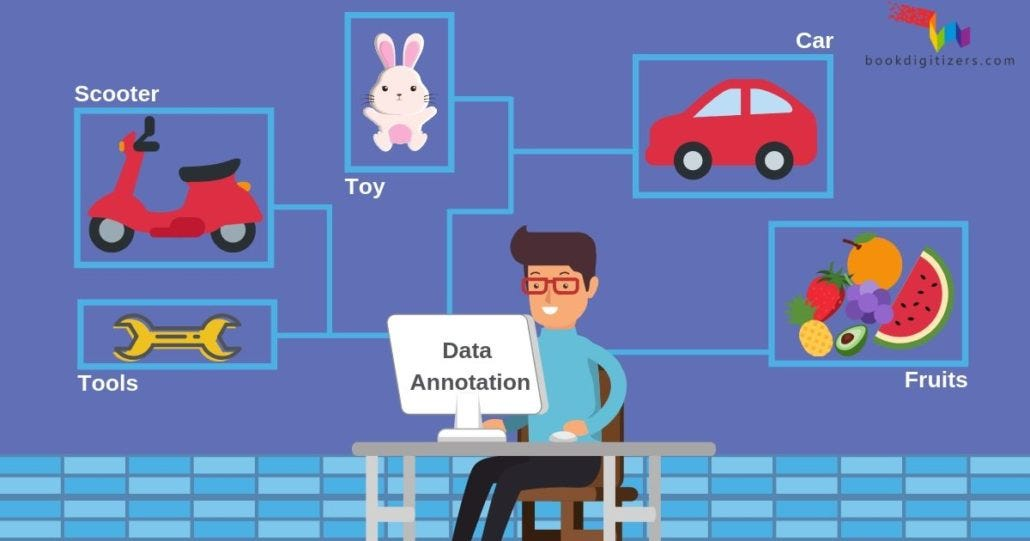 Car
bookdigitizers.com
Scooter
Toy
Data
Annotation
Tools
Fruits